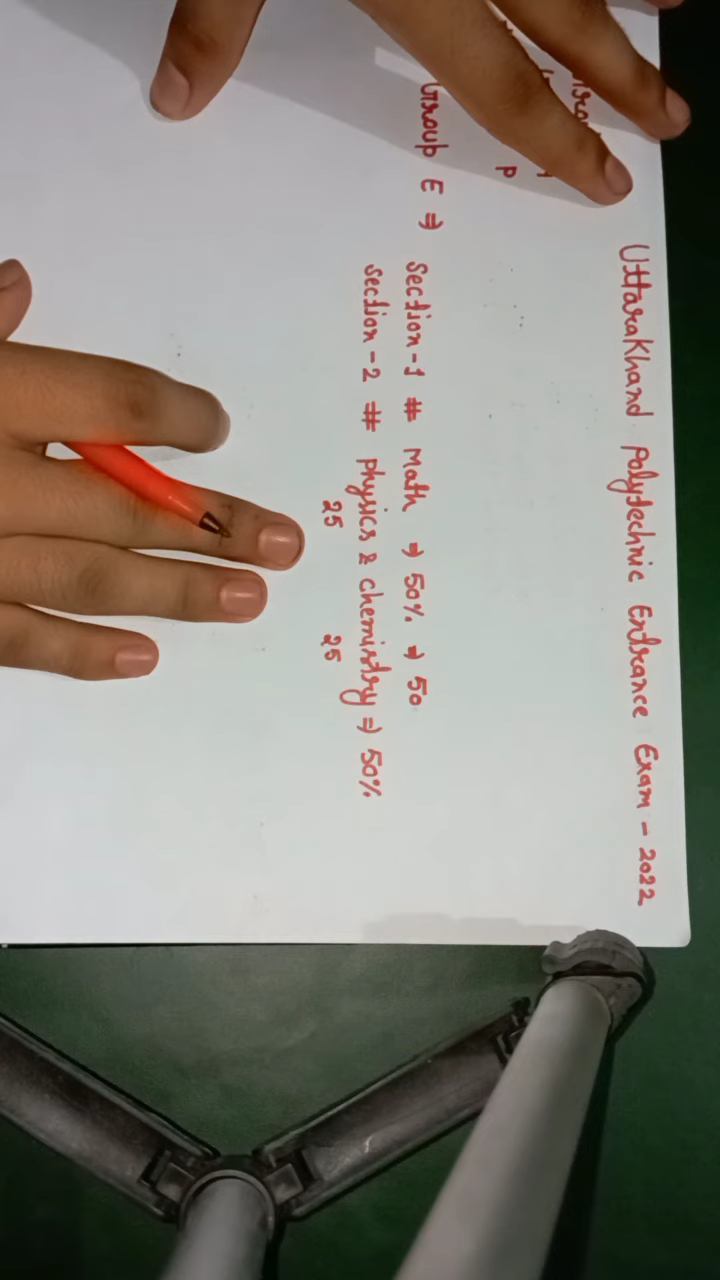 Uttarakhand Polytechnic Entrance Exam - 2022
P
Group E ⇒ Section-1 # Math → 50% → 50
Section-2 # Physics & chemistry ⇒ 50%
25 25